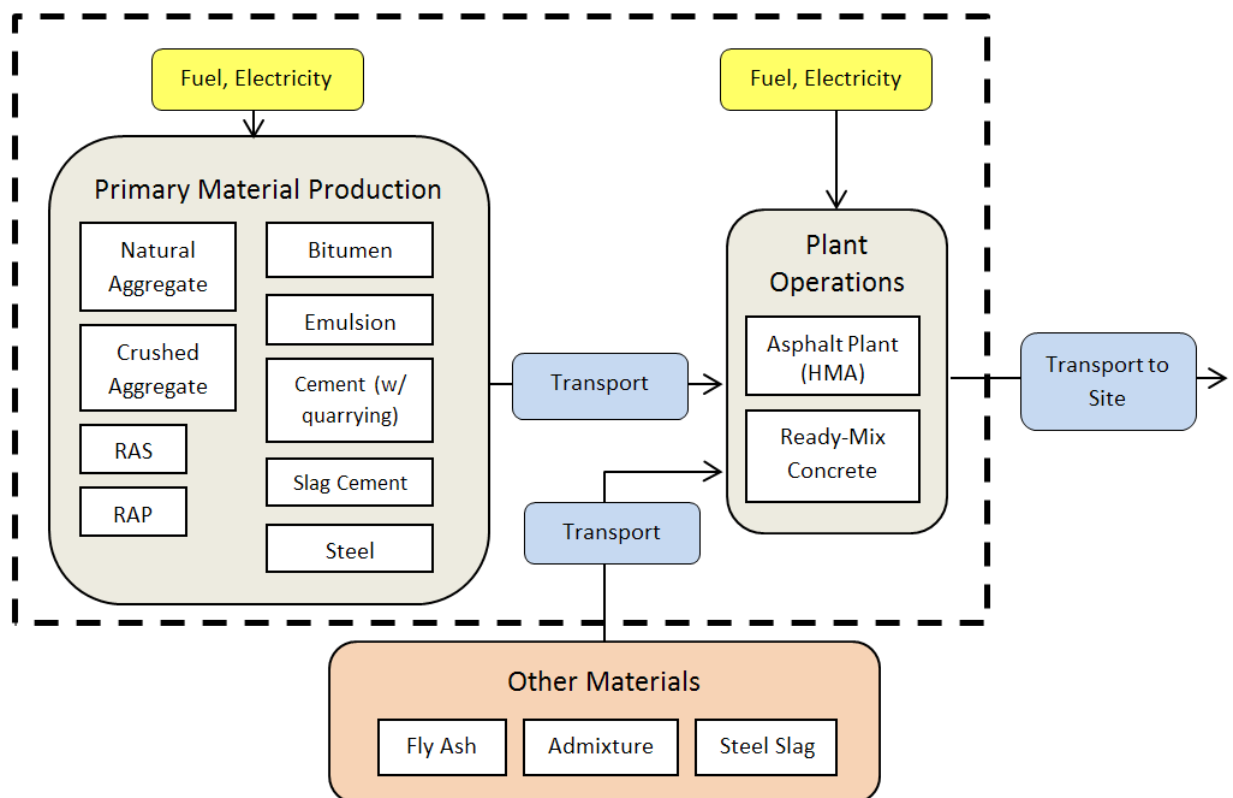 Fuel, Electricity
Fuel, Electricity
Primary Material Production
Natural
Aggregate
Crushed
Aggregate
RAS
RAP
Bitumen
Emulsion
Cement (w/
quarrying)
Slag Cement
Steel
Transport
Transport
Plant
Operations
Asphalt Plant
(HMA)
Ready-Mix
Concrete
Transport to
Site
Other Materials
Fly Ash
Admixture
Steel Slag